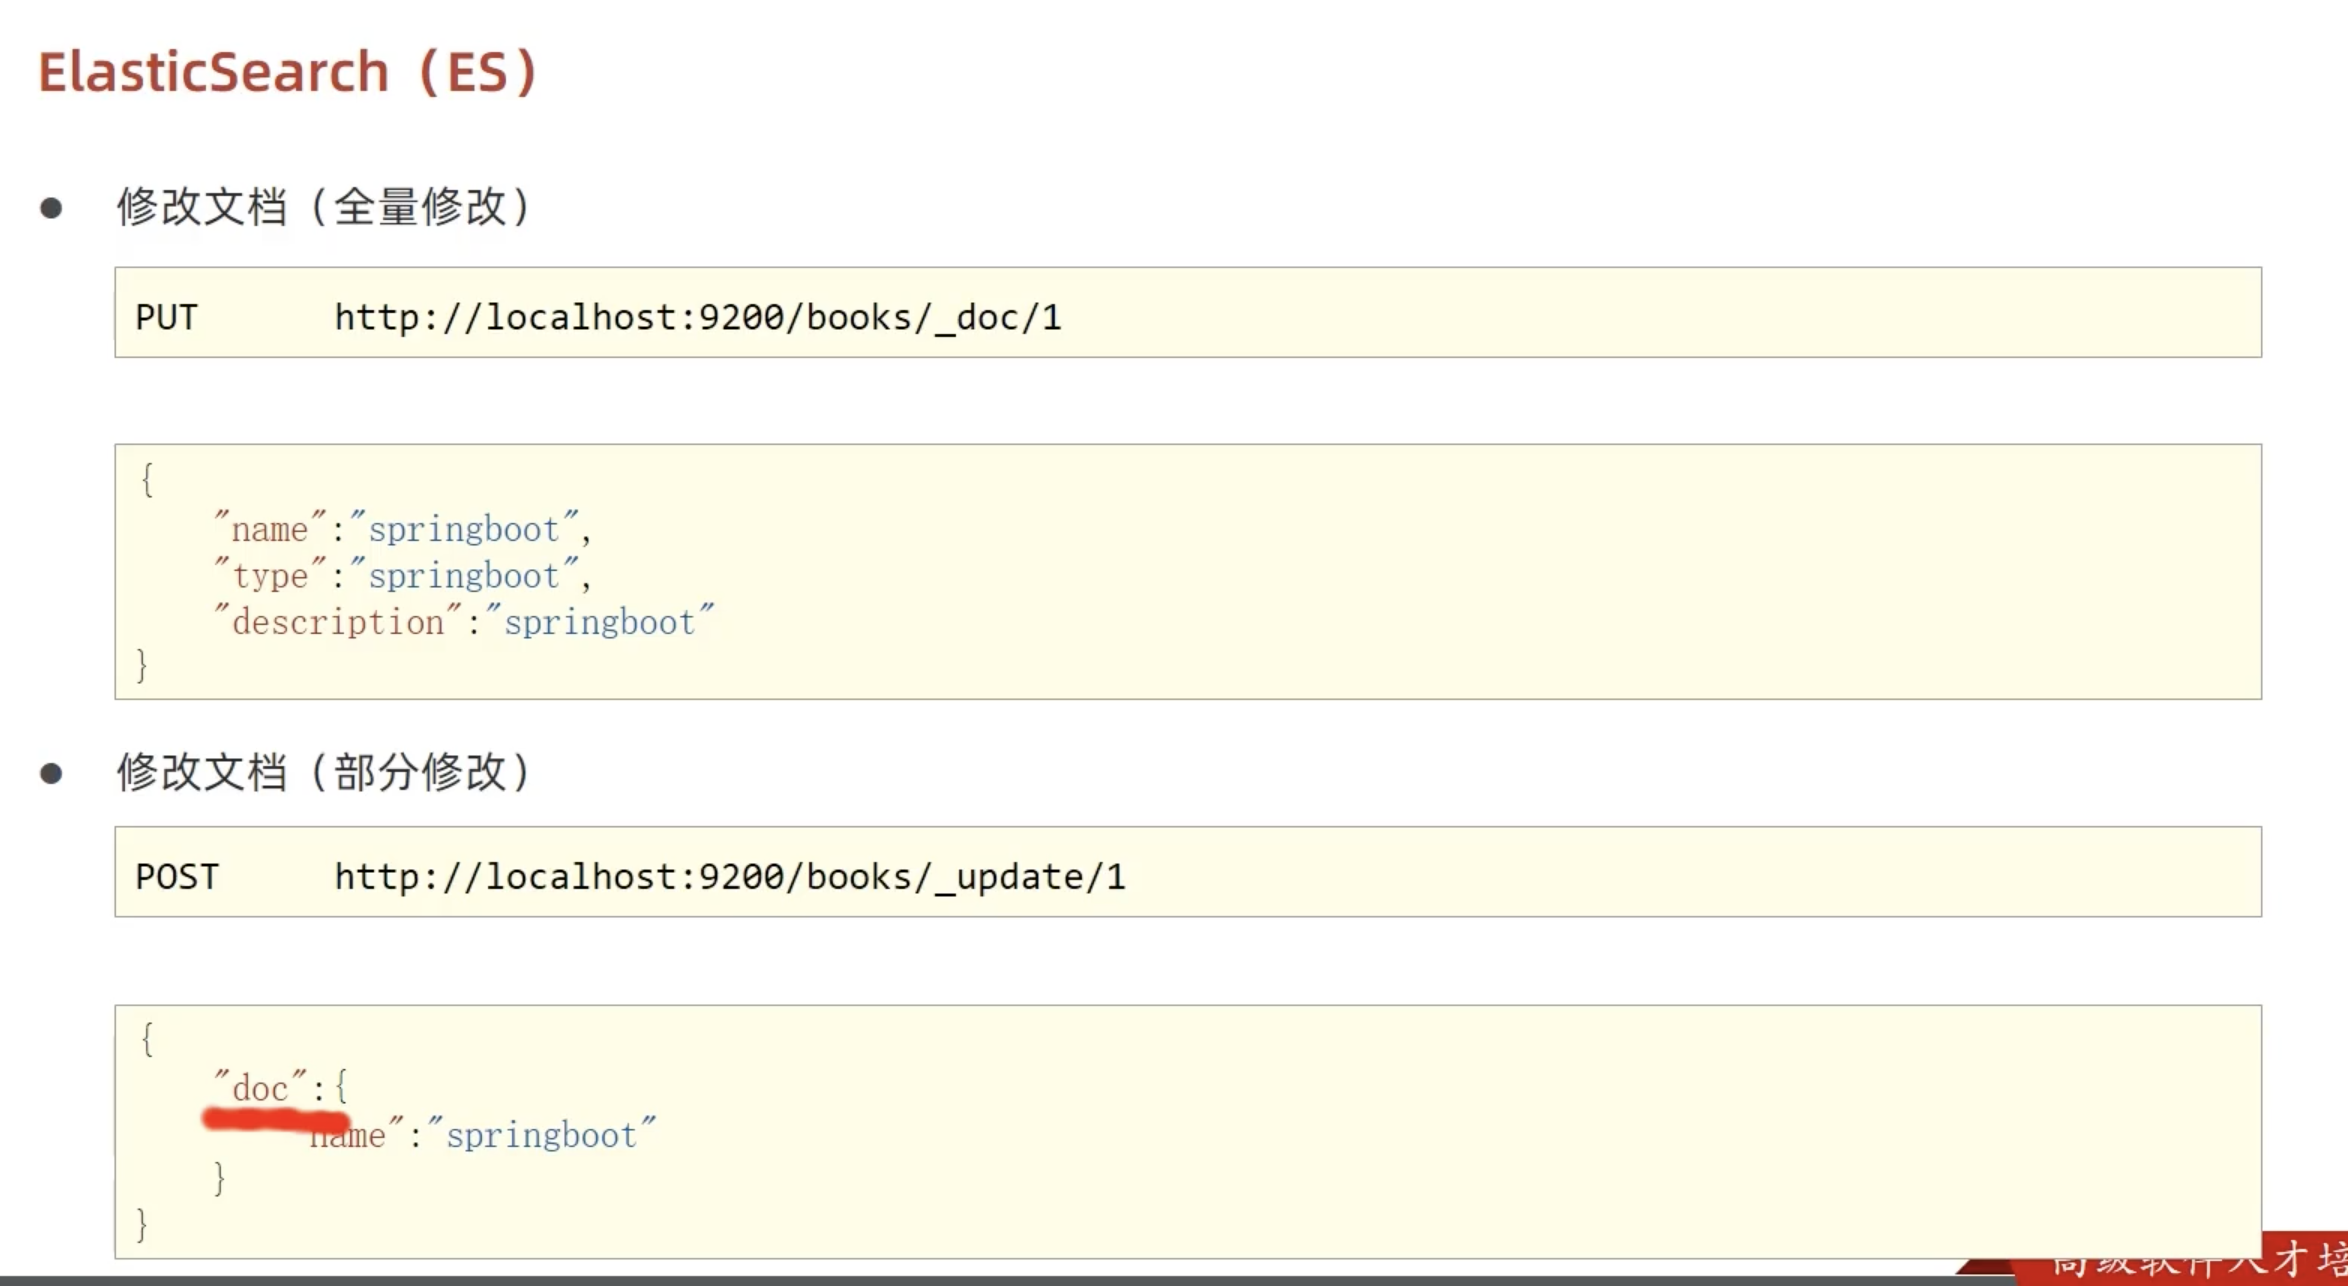 ElasticSearch（ES）
● 修改文档（全量修改）
PUT http://localhost:9200/books/_doc/1
{
"name":"springboot",
"type":"springboot",
"description":"springboot"
}
● 修改文档（部分修改）
POST http://localhost:9200/books/_update/1
{
"doc":{
name":"springboot"
}
}
高级软件人才培